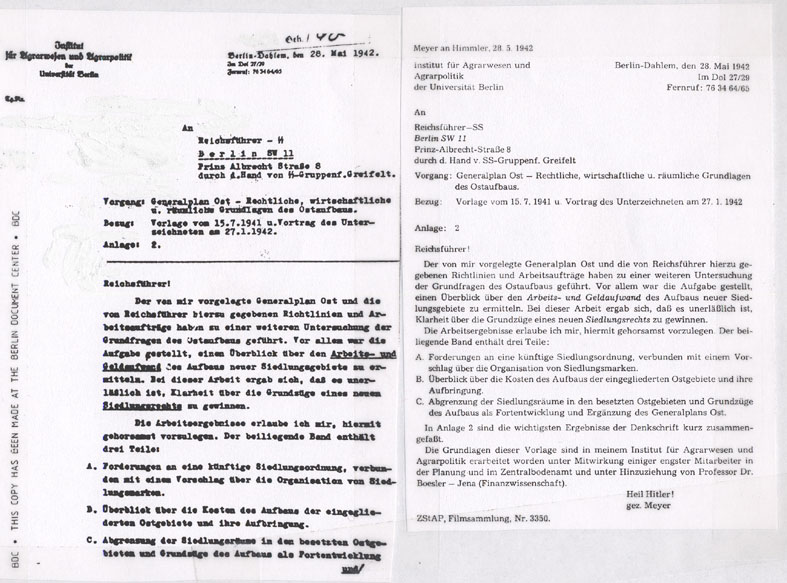 Institut
für Agrarwesen und Agrarpolitik
der
Universität Berlin
Berlin-Dahlem, den 28. Mai 1942.
Im Dol 27/29
Fernruf: 76 34 64/65
An
Reichsführer - SS
Berlin SW 11
Prinz Albrecht Straße 8
durch d.Hand von SS-Gruppenf.Greifelt.
Vorgang: Generalplan Ost - Rechtliche, wirtschaftliche
u. räumliche Grundlagen des Ostaufbaus.
Bezug: Vorlage vom 15.7.1941 u.Vortrag des Unter-
zeichneten am 27.1.1942.
Anlage: 2.
Reichsführer!
Der von mir vorgelegte Generalplan Ost und die
von Reichsführer hierzu gegebenen Richtlinien und Ar-
beitsaufträge haben zu einer weiteren Untersuchung der
Grundfragen des Ostaufbaus geführt. Vor allem war die
Aufgabe gestellt, einen Überblick über den Arbeits- und
Geldaufwand des Aufbaus neuer Siedlungsgebiete zu er-
mitteln. Bei dieser Arbeit ergab sich, daß es uner-
läßlich ist, Klarheit über die Grundzüge eines neuen
Siedlungsrechts zu gewinnen.
Die Arbeitsergebnisse erlaube ich mir, hiermit
gehorsamst vorzulegen. Der beiliegende Band enthält
drei Teile:
A. Forderungen an eine künftige Siedlungsordnung, verbun-
den mit einem Vorschlag über die Organisation von Sied-
lungsmarken.
B. Überblick über die Kosten des Aufbaus der eingeglie-
derten Ostgebiete und ihre Aufbringung.
C. Abgrenzung der Siedlungsräume in den besetzten Ostge-
bieten und Grundzüge des Aufbaus als Fortentwicklung
und/
BDC • THIS COPY HAS BEEN MADE AT THE BERLIN DOCUMENT CENTER • BDC
Meyer an Himmler, 28. 5. 1942
Institut für Agrarwesen und
Agrarpolitik
der Universität Berlin
Berlin-Dahlem, den 28. Mai 1942
Im Dol 27/29
Fernruf: 76 34 64/65
An
Reichsführer-SS
Berlin SW 11
Prinz-Albrecht-Straße 8
durch d. Hand v. SS-Gruppenf. Greifelt
Vorgang: Generalplan Ost – Rechtliche, wirtschaftliche u. räumliche Grundlagen
des Ostaufbaus.
Bezug: Vorlage vom 15. 7. 1941 u. Vortrag des Unterzeichneten am 27. 1. 1942
Anlage: 2
Reichsführer!
Der von mir vorgelegte Generalplan Ost und die von Reichsführer hierzu ge-
gebenen Richtlinien und Arbeitsaufträge haben zu einer weiteren Untersuchung
der Grundfragen des Ostaufbaus geführt. Vor allem war die Aufgabe gestellt,
einen Überblick über den Arbeits- und Geldaufwand des Aufbaus neuer Sied-
lungsgebiete zu ermitteln. Bei dieser Arbeit ergab sich, daß es unerläßlich ist,
Klarheit über die Grundzüge eines neuen Siedlungsrechts zu gewinnen.
Die Arbeitsergebnisse erlaube ich mir, hiermit gehorsamst vorzulegen. Der bei-
liegende Band enthält drei Teile:
A. Forderungen an eine künftige Siedlungsordnung, verbunden mit einem Vor-
schlag über die Organisation von Siedlungsmarken.
B. Überblick über die Kosten des Aufbaus der eingegliederten Ostgebiete und ihre
Aufbringung.
C. Abgrenzung der Siedlungsräume in den besetzten Ostgebieten und Grundzüge
des Aufbaus als Fortentwicklung und Ergänzung des Generalplans Ost.
In Anlage 2 sind die wichtigsten Ergebnisse der Denkschrift kurz zusammen-
gefaßt.
Die Grundlagen dieser Vorlage sind in meinem Institut für Agrarwesen und
Agrarpolitik erarbeitet worden unter Mitwirkung einiger engster Mitarbeiter in
der Planung und im Zentralbodenamt und unter Hinzuziehung von Professor Dr.
Boesler – Jena (Finanzwissenschaft).
Heil Hitler!
gez. Meyer
ZStAP, Filmsammlung, Nr. 3350.